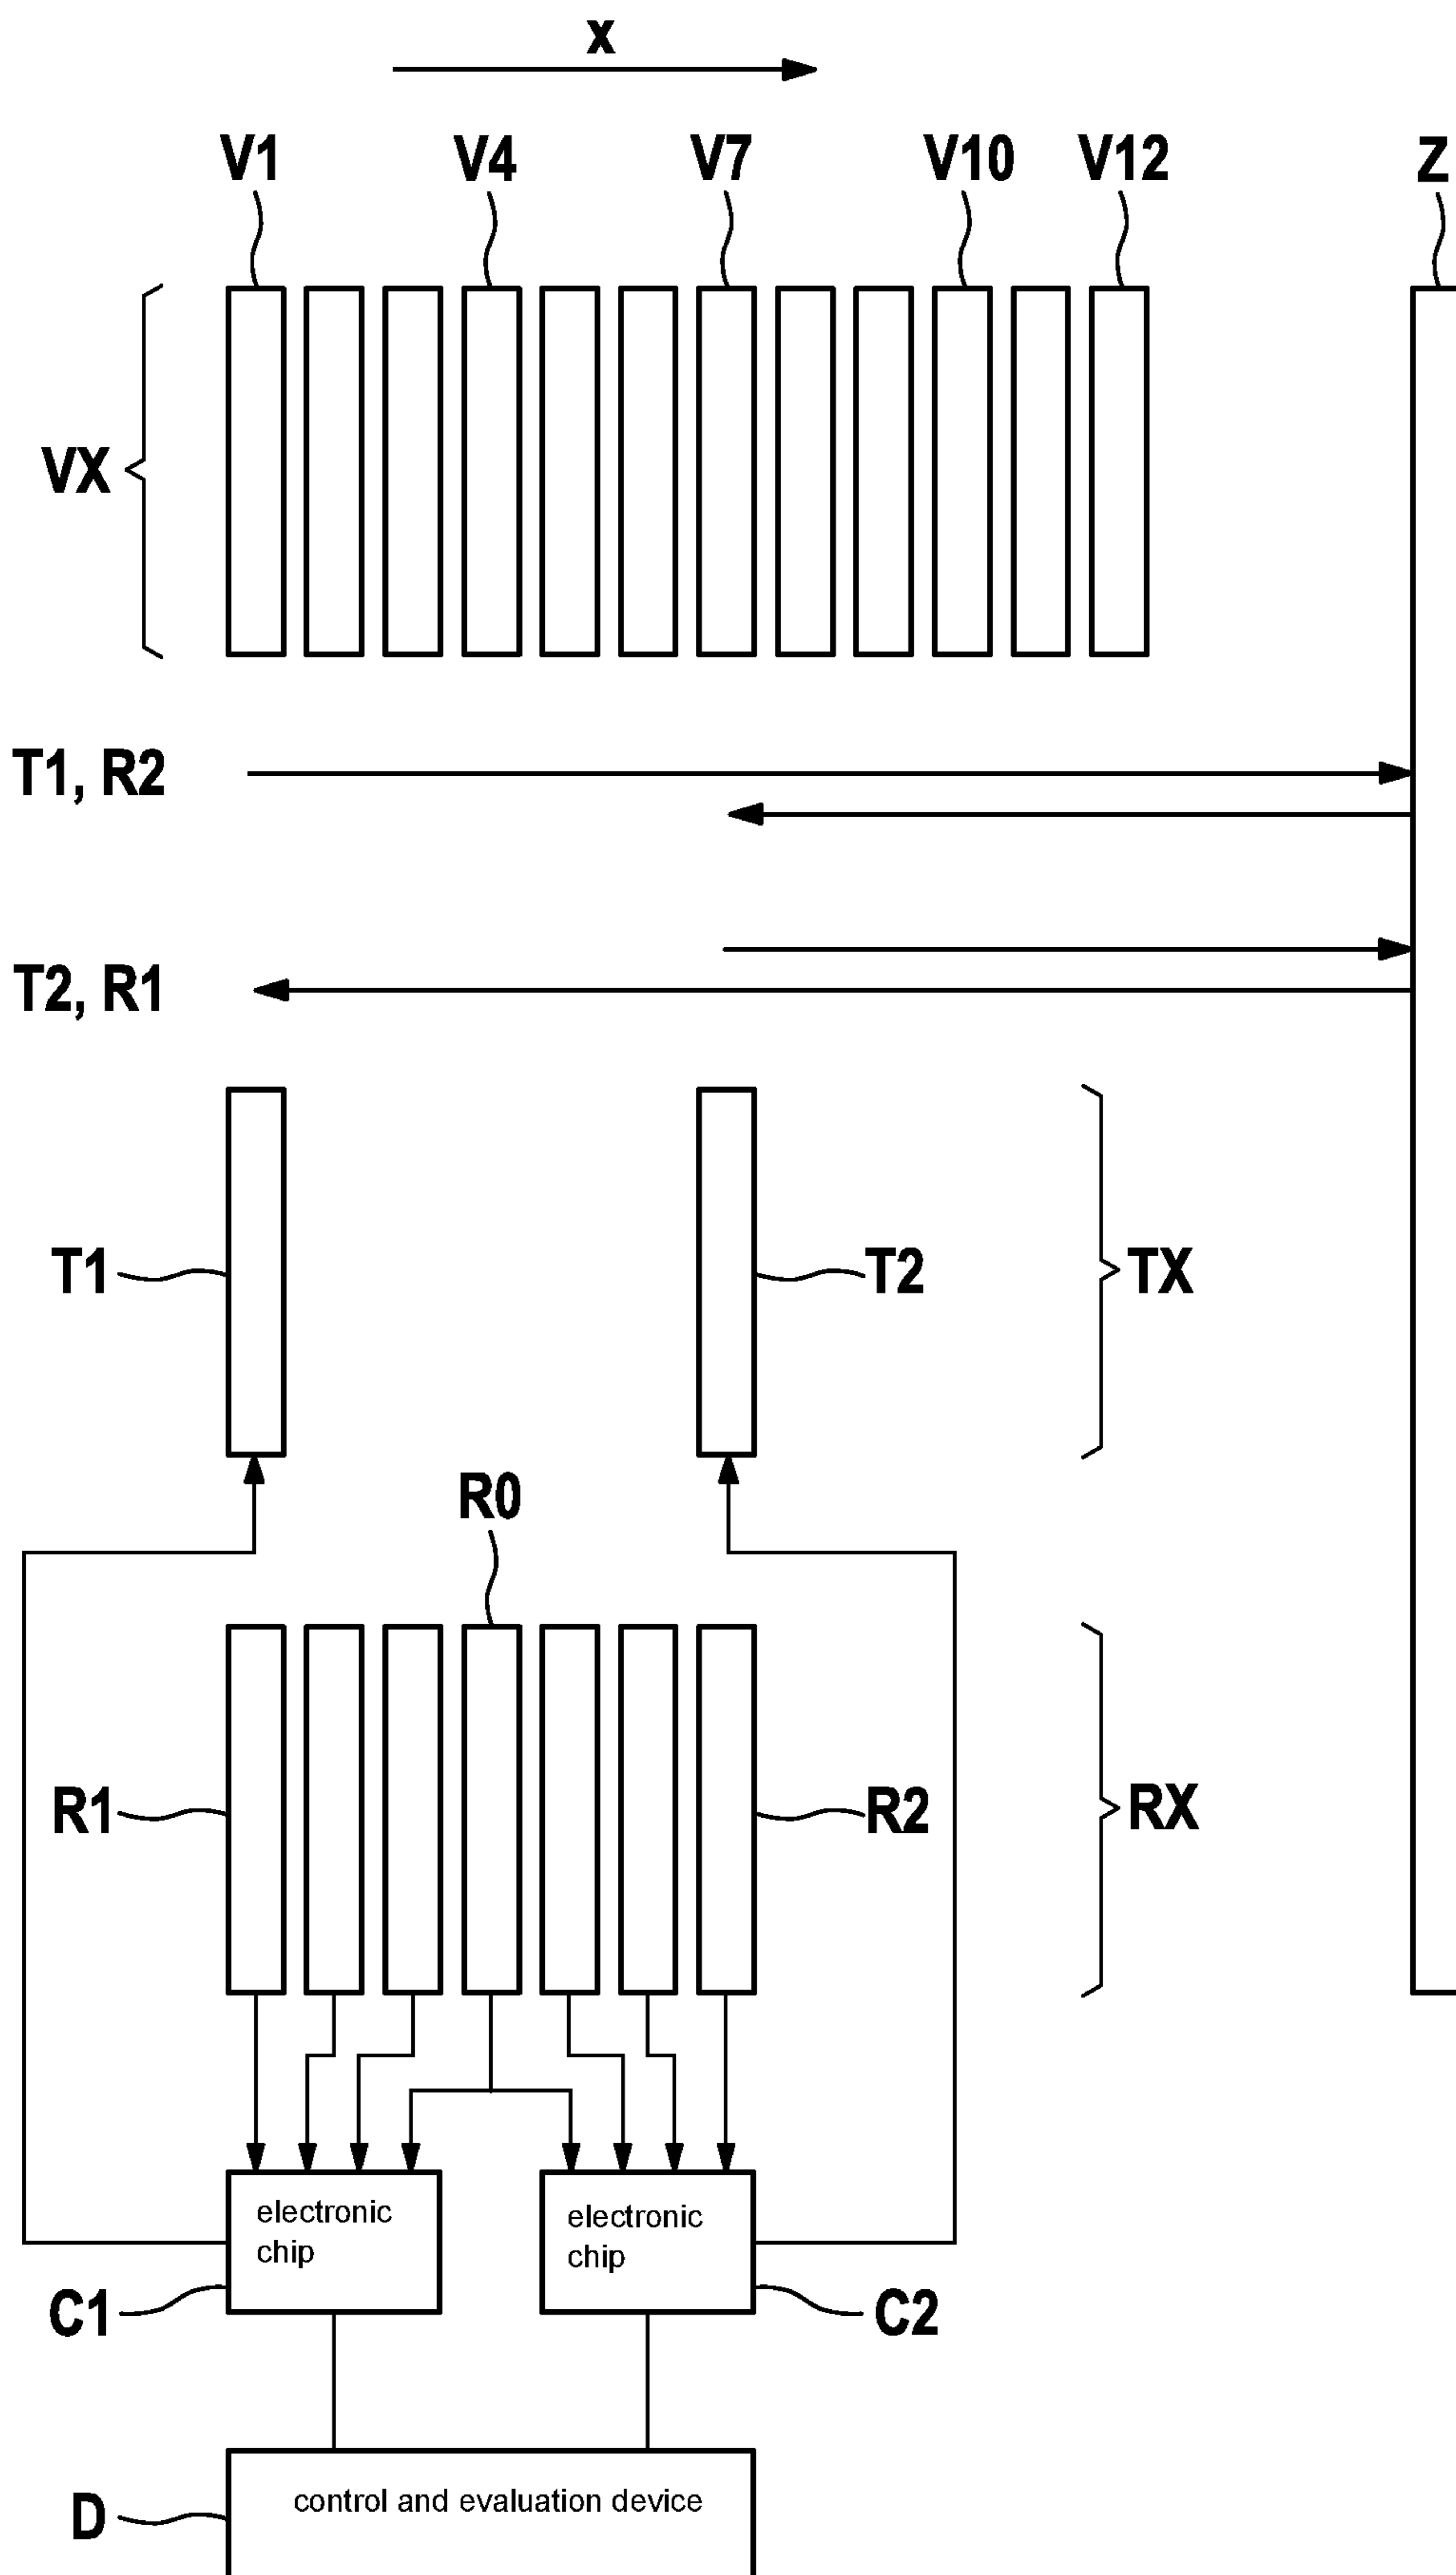 x
V1 V4 V7 V10 V12 Z
VX
T1, R2
T2, R1
T1 T2 TX
R0
R1 R2 RX
electronic chip
electronic chip
C1 C2
control and evaluation device
D